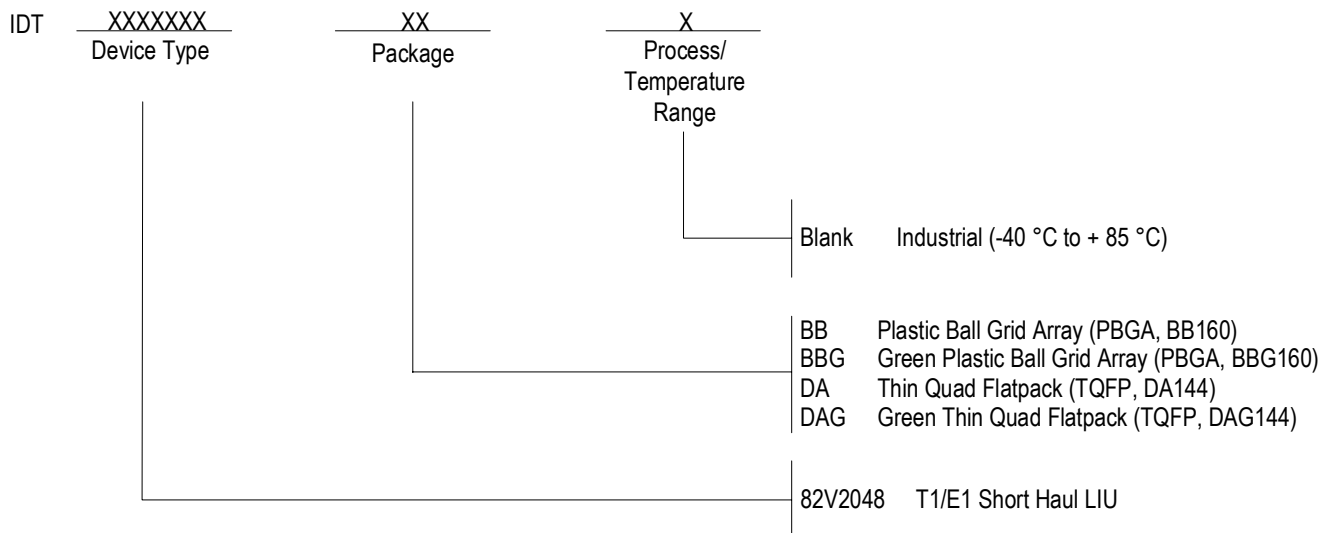 IDT XXXXXXX XX X
Device Type Package Process/
Temperature
Range
Blank Industrial (-40 °C to + 85 °C)
BB Plastic Ball Grid Array (PBGA, BB160)
BBG Green Plastic Ball Grid Array (PBGA, BBG160)
DA Thin Quad Flatpack (TQFP, DA144)
DAG Green Thin Quad Flatpack (TQFP, DAG144)
82V2048 T1/E1 Short Haul LIU